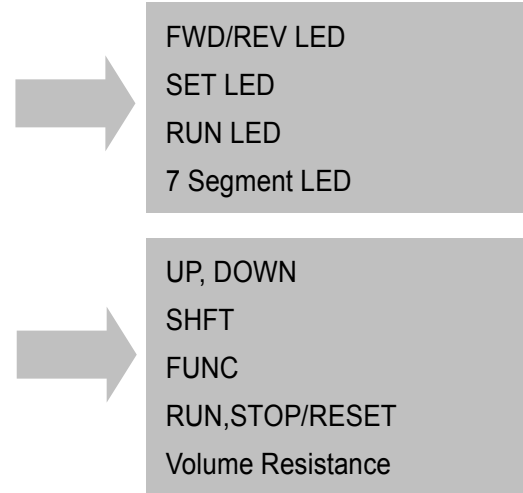 FWD/REV LED
SET LED
RUN LED
7 Segment LED
UP, DOWN
SHFT
FUNC
RUN,STOP/RESET
Volume Resistance